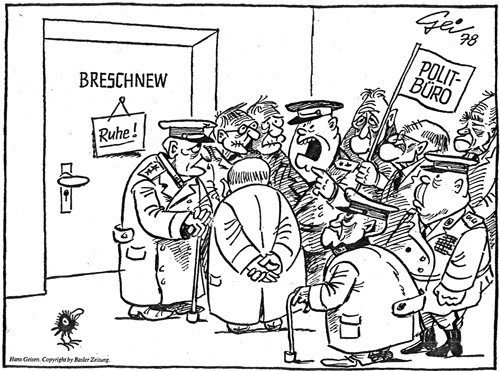 Gei
78
BRESCHNEW
Ruhe!
POLIT-
BÜRO
Hans Geisen. Copyright by Basler Zeitung.